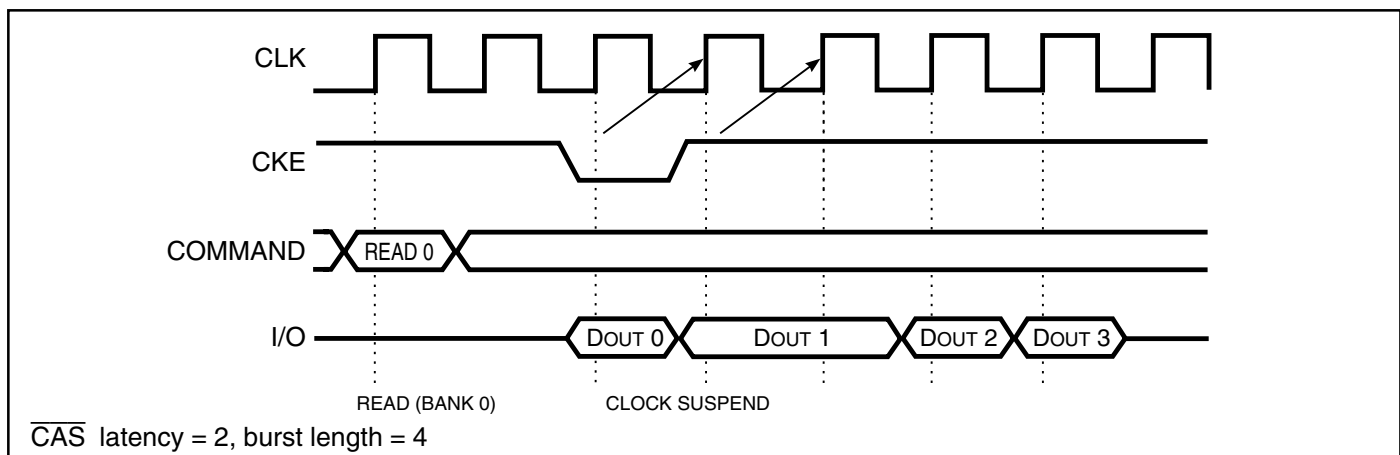 CLK
CKE
COMMAND READ 0
I/O DOUT 0 DOUT 1 DOUT 2 DOUT 3
READ (BANK 0) CLOCK SUSPEND
CAS latency = 2, burst length = 4